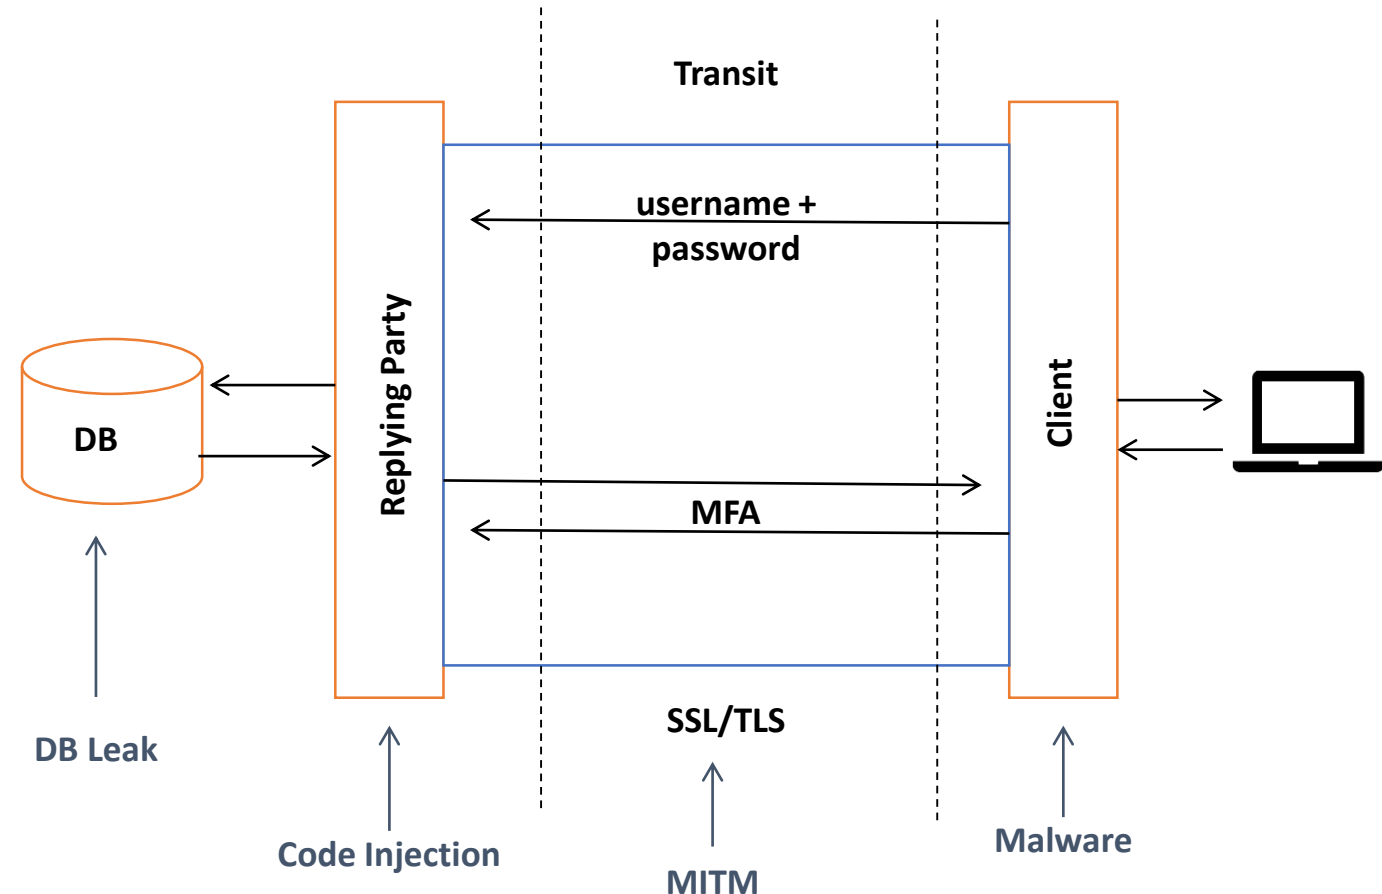 Transit
username +
password
Replying Party
Client
DB
MFA
SSL/TLS
DB Leak
Code Injection
MITM
Malware